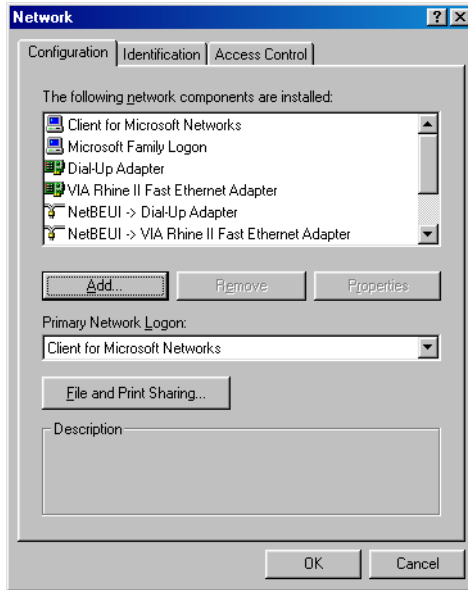 Network
Configuration Identification Access Control
The following network components are installed:
Client for Microsoft Networks
Microsoft Family Logon
Dial-Up Adapter
VIA Rhine II Fast Ethernet Adapter
NetBEUI -> Dial-Up Adapter
NetBEUI -> VIA Rhine II Fast Ethernet Adapter
Add... Remove Properties
Primary Network Logon:
Client for Microsoft Networks
File and Print Sharing...
Description
OK Cancel